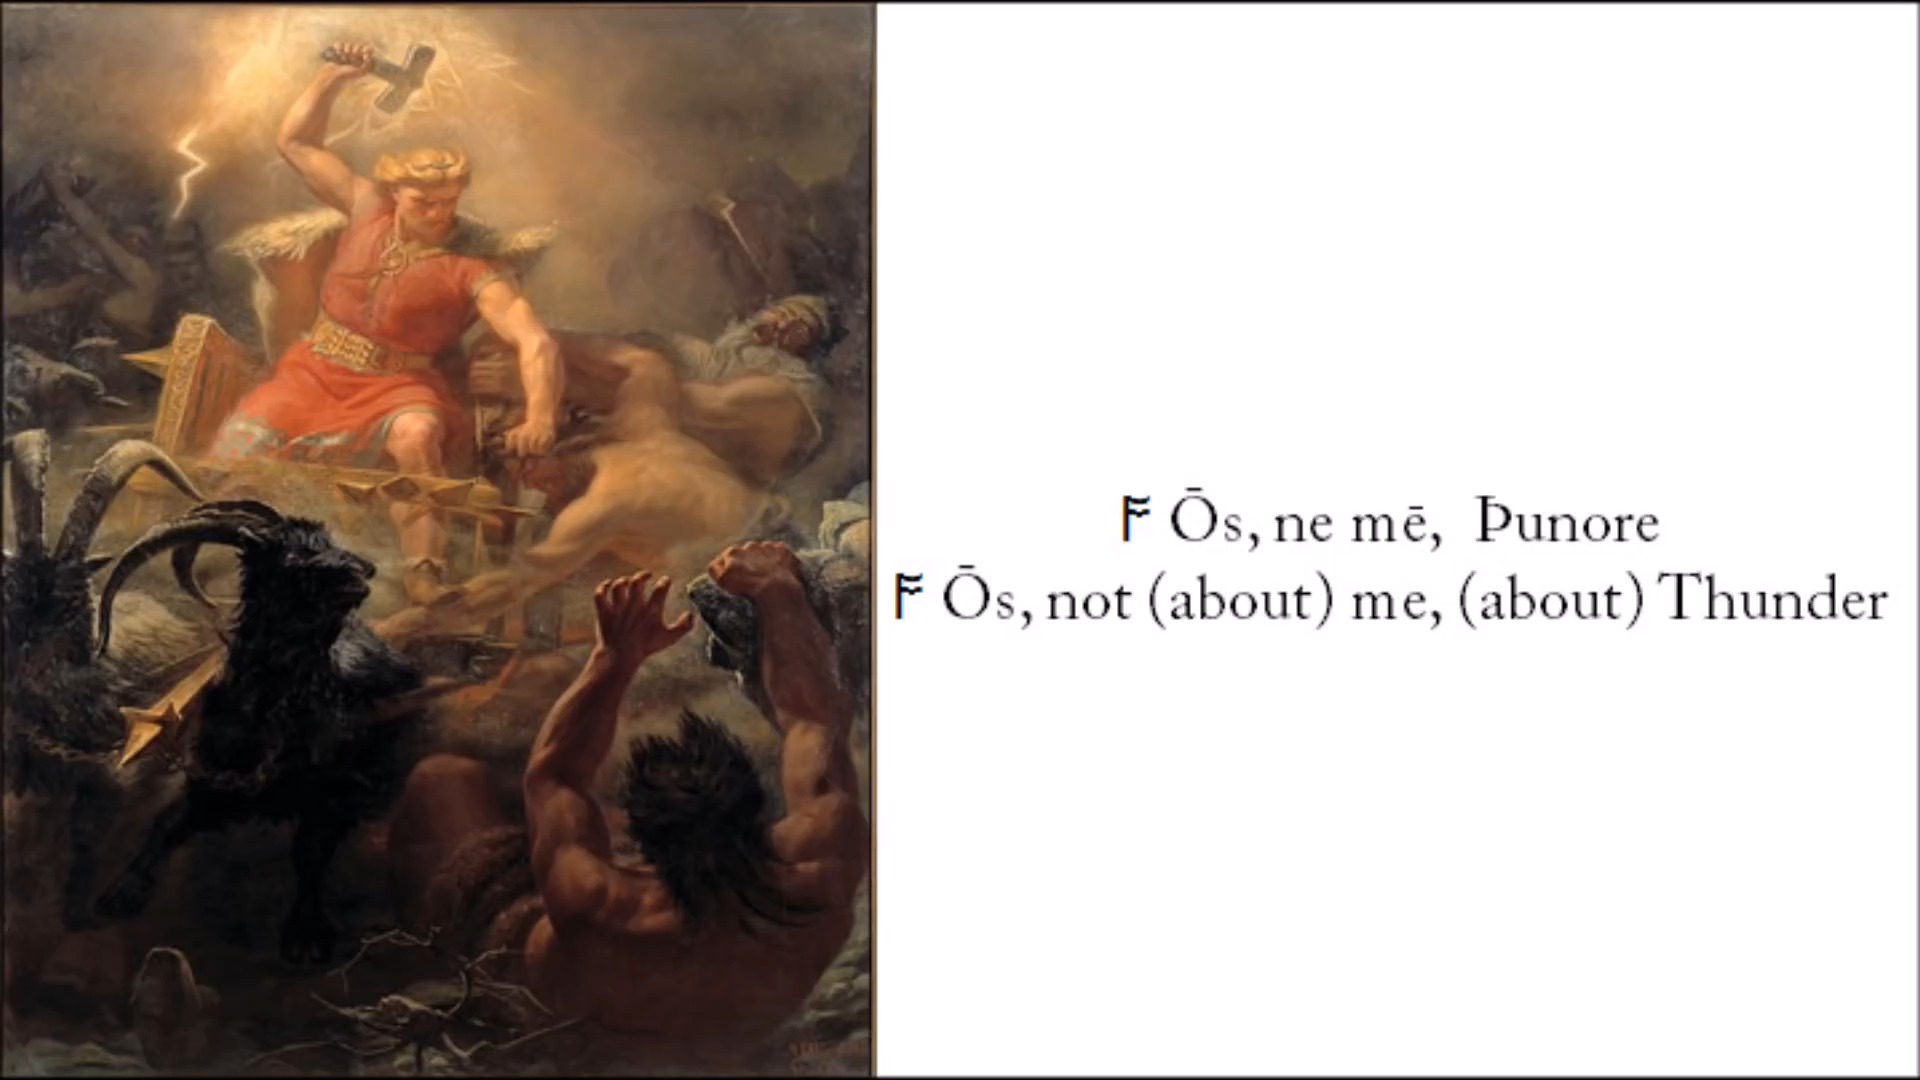 ᚩ Ōs, ne mē, Þunore
ᚩ Ōs, not (about) me, (about) Thunder